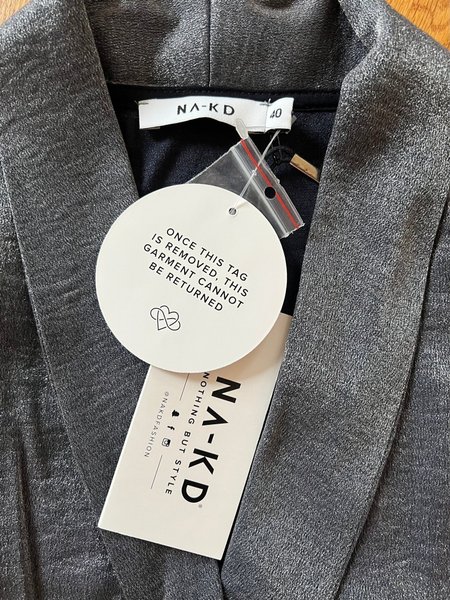 NA-KD
40
ONCE THIS TAG
IS REMOVED, THIS
GARMENT CANNOT
BE RETURNED
NA-KD®
NOTHING BUT STYLE
@NAKDFASHION